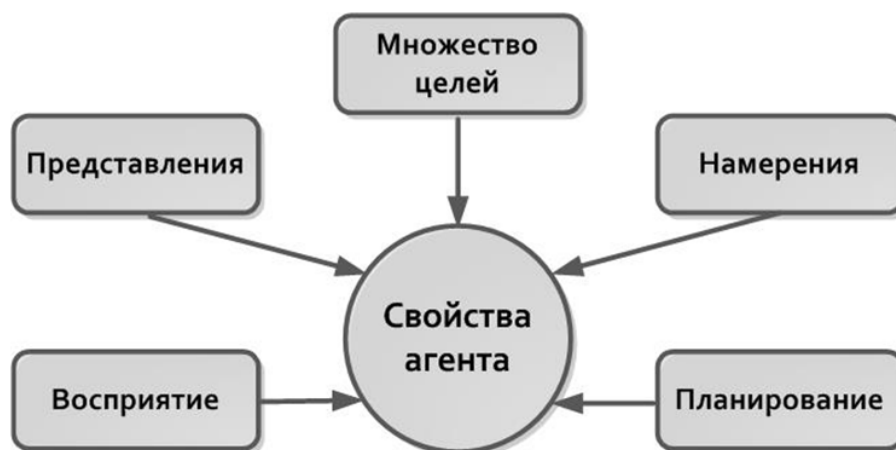 Множество
целей
Представления
Намерения
Свойства
агента
Восприятие
Планирование